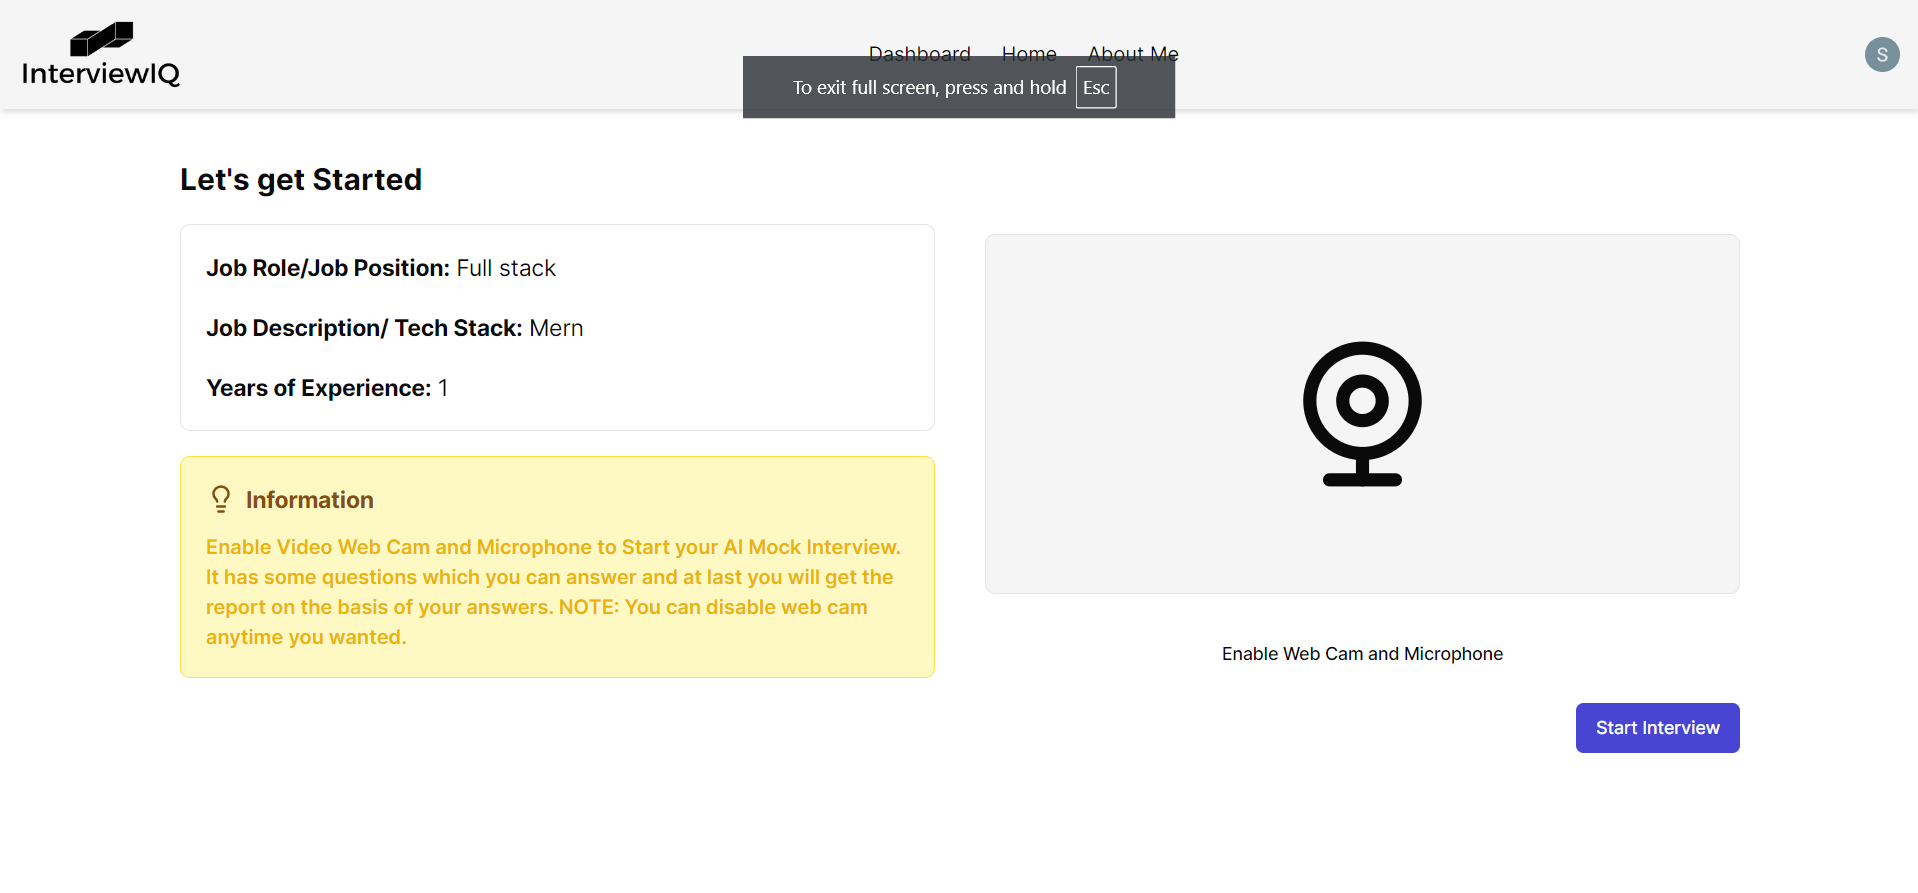 InterviewIQ
Dashboard Home About Me
S
To exit full screen, press and hold Esc
Let's get Started
Job Role/Job Position: Full stack
Job Description/ Tech Stack: Mern
Years of Experience: 1
Information
Enable Video Web Cam and Microphone to Start your AI Mock Interview.
It has some questions which you can answer and at last you will get the
report on the basis of your answers. NOTE: You can disable web cam
anytime you wanted.
Enable Web Cam and Microphone
Start Interview